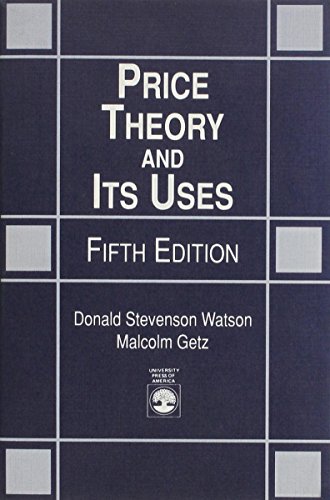 PRICE
THEORY
AND
ITS USES
FIFTH EDITION
Donald Stevenson Watson
Malcolm Getz
UNIVERSITY
PRESS OF
AMERICA